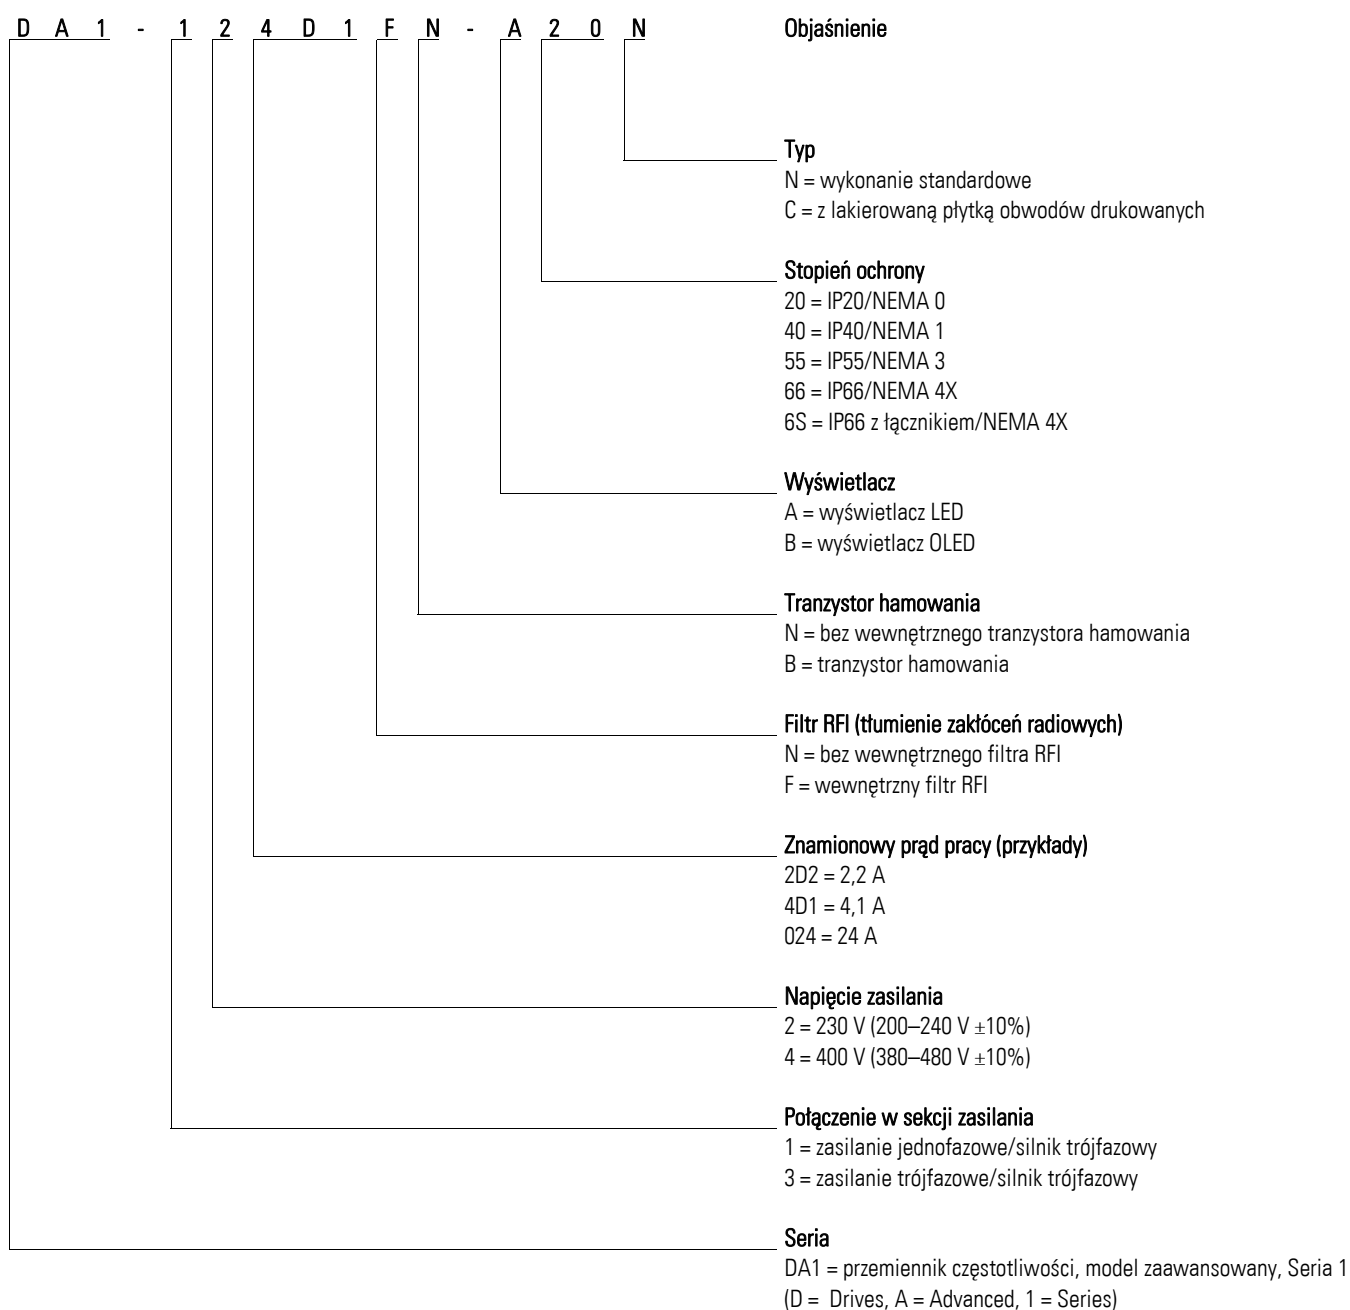 D A 1 - 1 2 4 D 1 F N - A 2 0 N Objaśnienie
Typ
N = wykonanie standardowe
C = z lakierowaną płytką obwodów drukowanych
Stopień ochrony
20 = IP20/NEMA 0
40 = IP40/NEMA 1
55 = IP55/NEMA 3
66 = IP66/NEMA 4X
6S = IP66 z łącznikiem/NEMA 4X
Wyświetlacz
A = wyświetlacz LED
B = wyświetlacz OLED
Tranzystor hamowania
N = bez wewnętrznego tranzystora hamowania
B = tranzystor hamowania
Filtr RFI (tłumienie zakłóceń radiowych)
N = bez wewnętrznego filtra RFI
F = wewnętrzny filtr RFI
Znamionowy prąd pracy (przykłady)
2D2 = 2,2 A
4D1 = 4,1 A
024 = 24 A
Napięcie zasilania
2 = 230 V (200–240 V ±10%)
4 = 400 V (380–480 V ±10%)
Połączenie w sekcji zasilania
1 = zasilanie jednofazowe/silnik trójfazowy
3 = zasilanie trójfazowe/silnik trójfazowy
Seria
DA1 = przemiennik częstotliwości, model zaawansowany, Seria 1
(D = Drives, A = Advanced, 1 = Series)